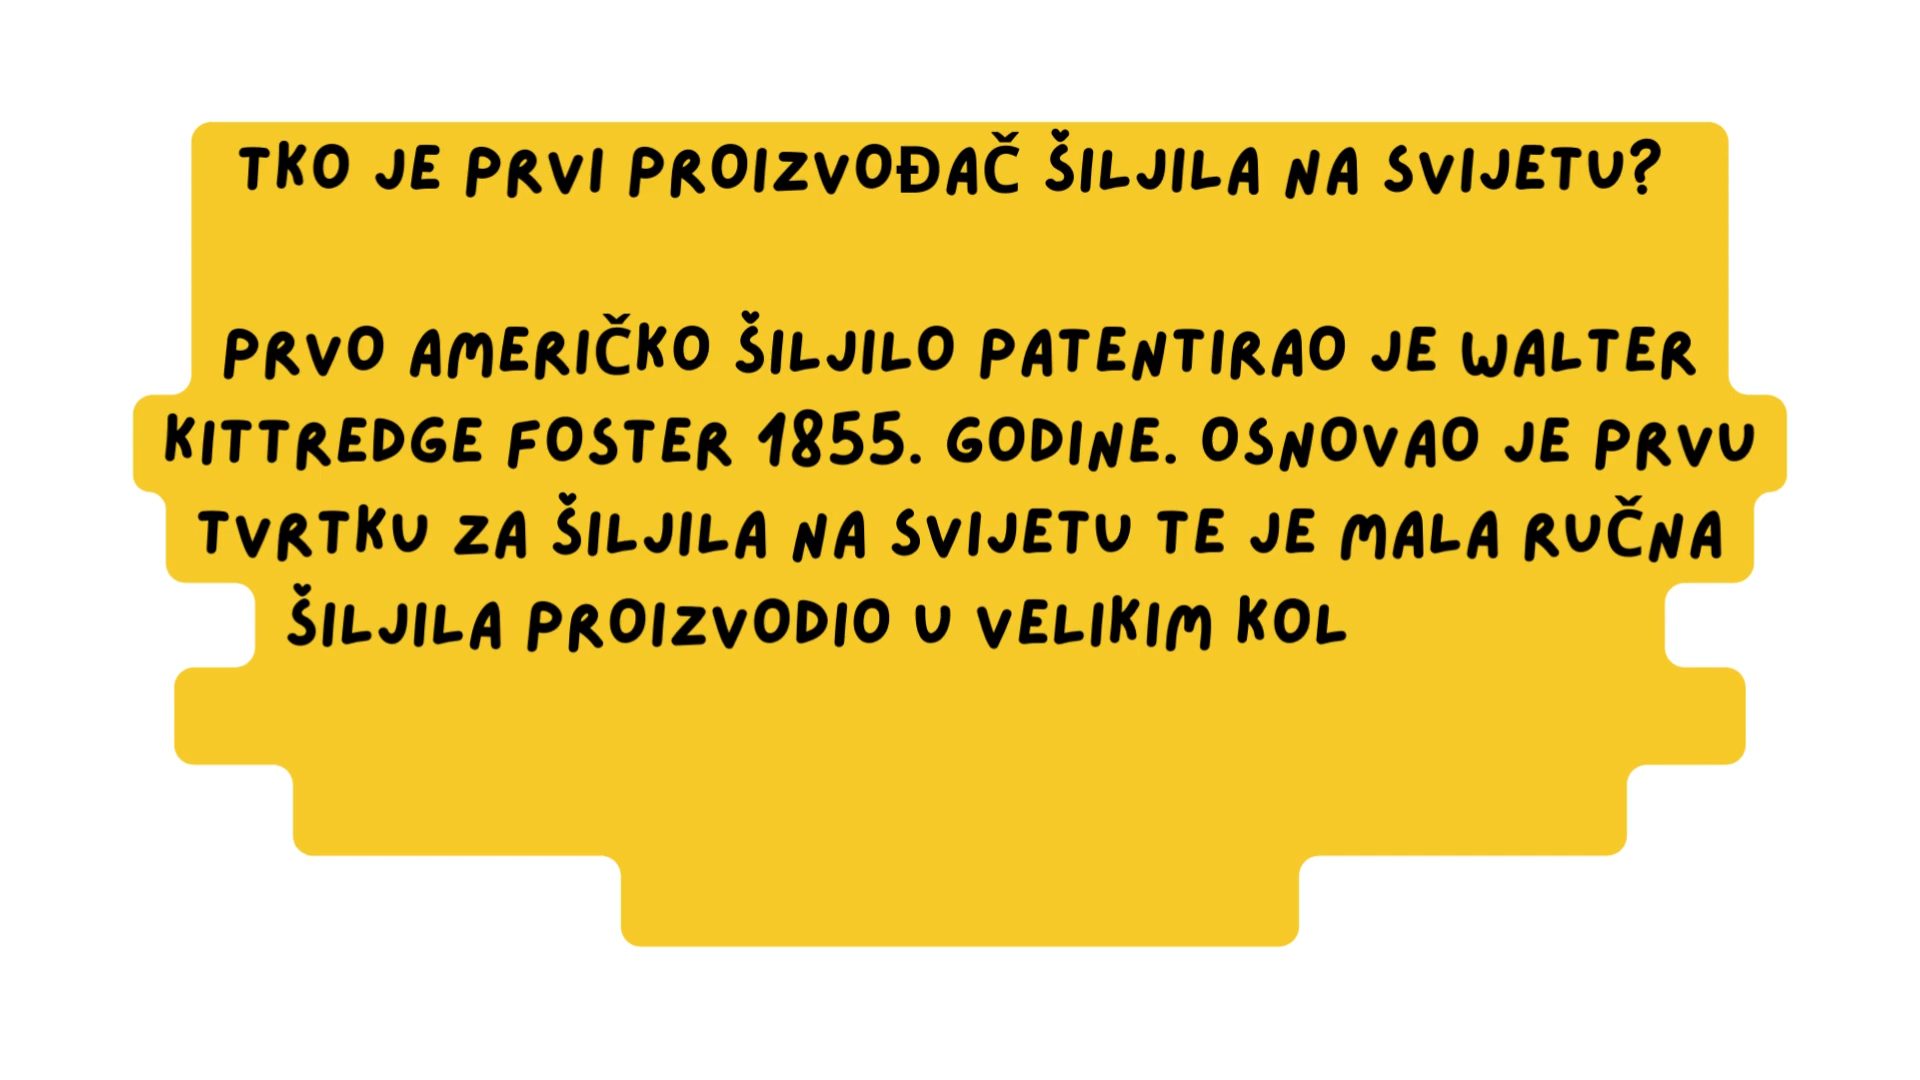 TKO JE PRVI PROIZVOĐAČ ŠILJILA NA SVIJETU?
PRVO AMERIČKO ŠILJILO PATENTIRAO JE WALTER
KITTREDGE FOSTER 1855. GODINE. OSNOVAO JE PRVU
TVRTKU ZA ŠILJILA NA SVIJETU TE JE MALA RUČNA
ŠILJILA PROIZVODIO U VELIKIM KOL